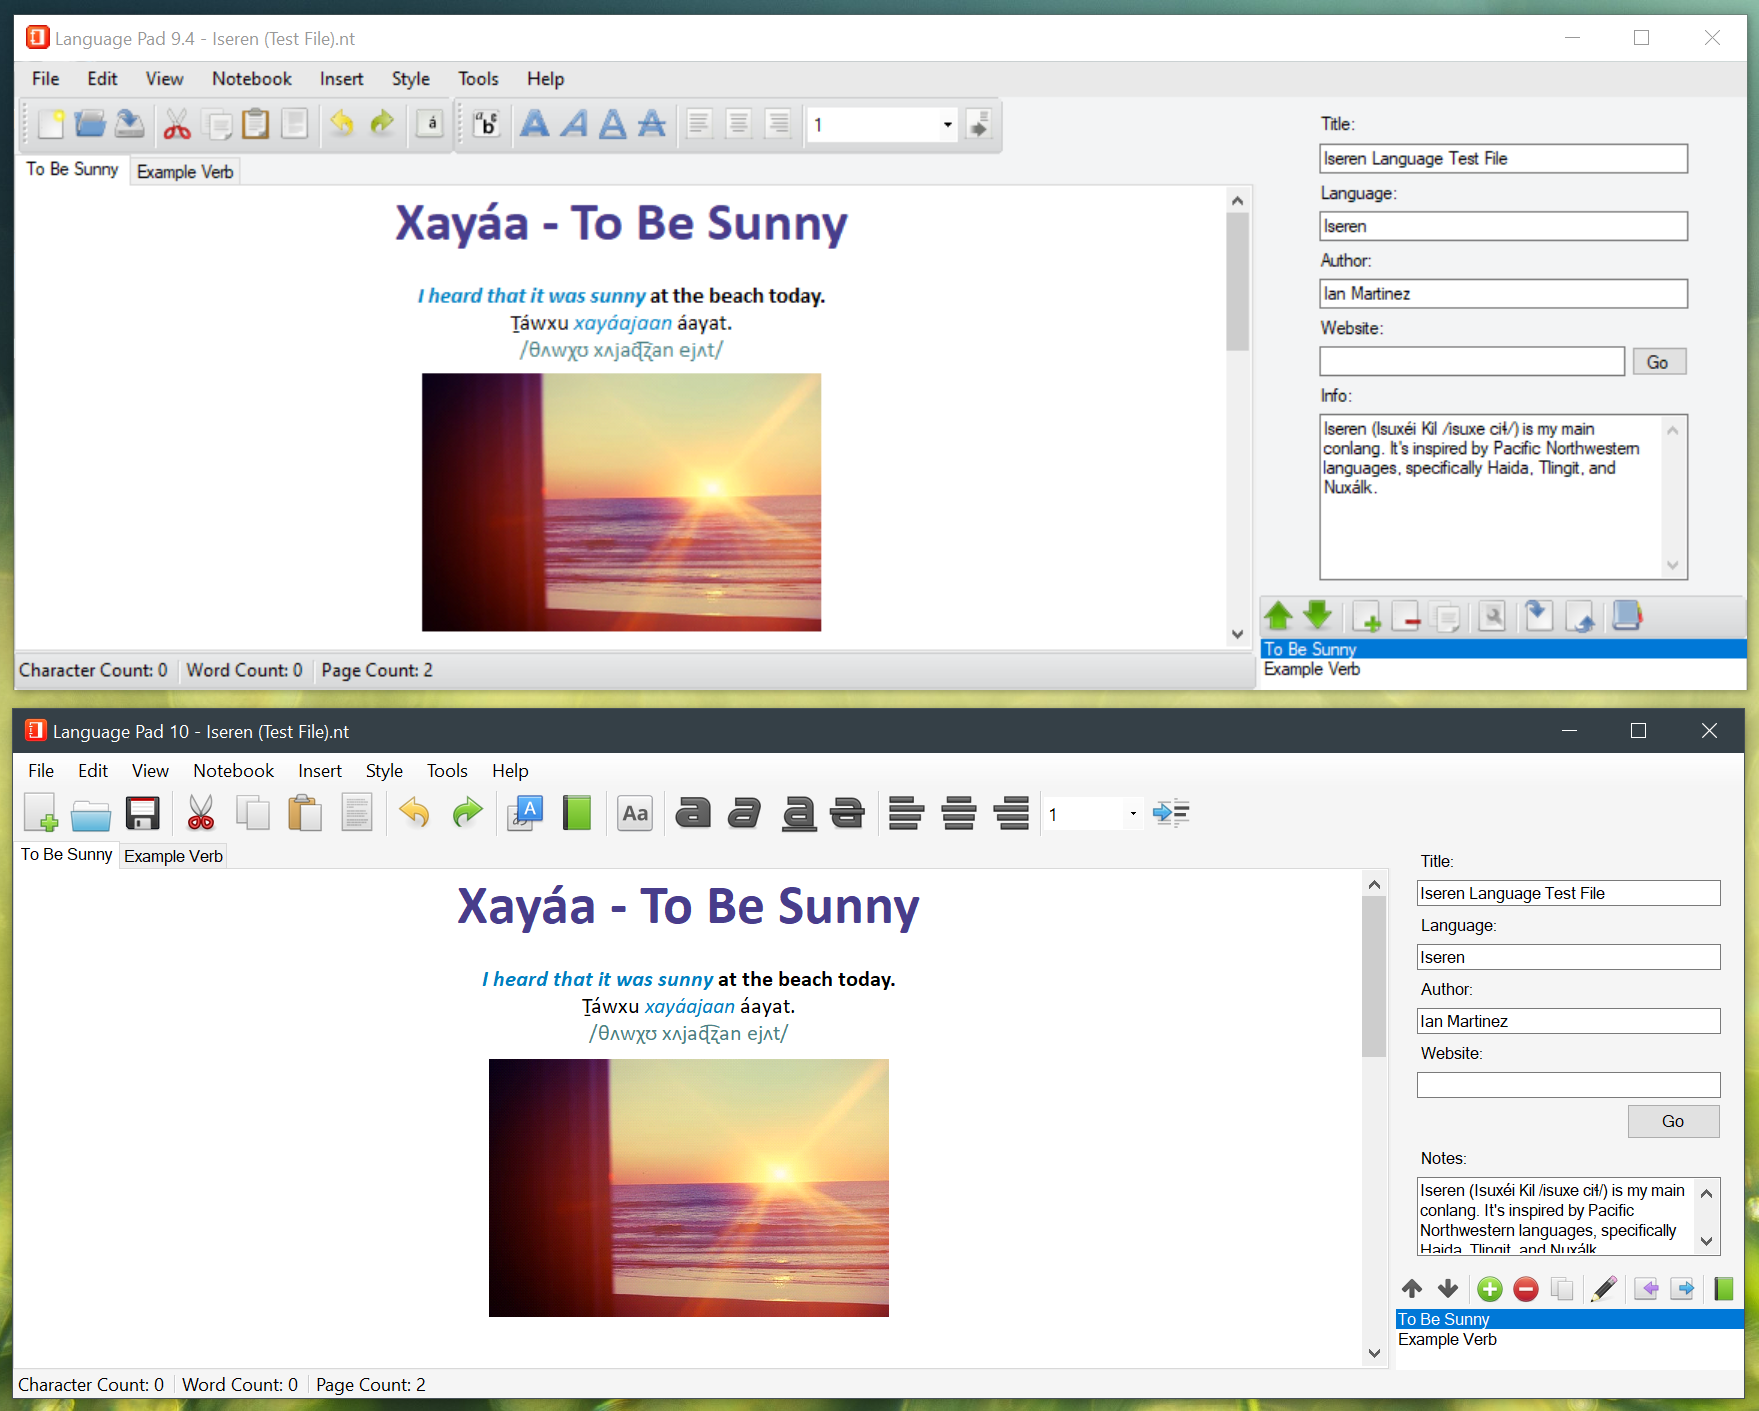 Language Pad 9.4 - Iseren (Test File).nt
File Edit View Notebook Insert Style Tools Help
á abc A A A A 1
To Be Sunny Example Verb
Xayáa - To Be Sunny
I heard that it was sunny at the beach today.
Ṯáwxu xayáajaan áayat.
/θʌwχʊ xʌjad͡ʐan ejʌt/
Character Count: 0 Word Count: 0 Page Count: 2
Title:
Iseren Language Test File
Language:
Iseren
Author:
Ian Martinez
Website:
Go
Info:
Iseren (Isuxéi Kil /isuxe ciɬ/) is my main
conlang. It's inspired by Pacific Northwestern
languages, specifically Haida, Tlingit, and
Nuxálk.
To Be Sunny
Example Verb
Language Pad 10 - Iseren (Test File).nt
File Edit View Notebook Insert Style Tools Help
A Aa a a a a 1
To Be Sunny Example Verb
Xayáa - To Be Sunny
I heard that it was sunny at the beach today.
Ṯáwxu xayáajaan áayat.
/θʌwχʊ xʌjad͡ʐan ejʌt/
Character Count: 0 Word Count: 0 Page Count: 2
Title:
Iseren Language Test File
Language:
Iseren
Author:
Ian Martinez
Website:
Go
Notes:
Iseren (Isuxéi Kil /isuxe ciɬ/) is my main
conlang. It's inspired by Pacific
Northwestern languages, specifically
Haida, Tlingit, and Nuxálk.
To Be Sunny
Example Verb